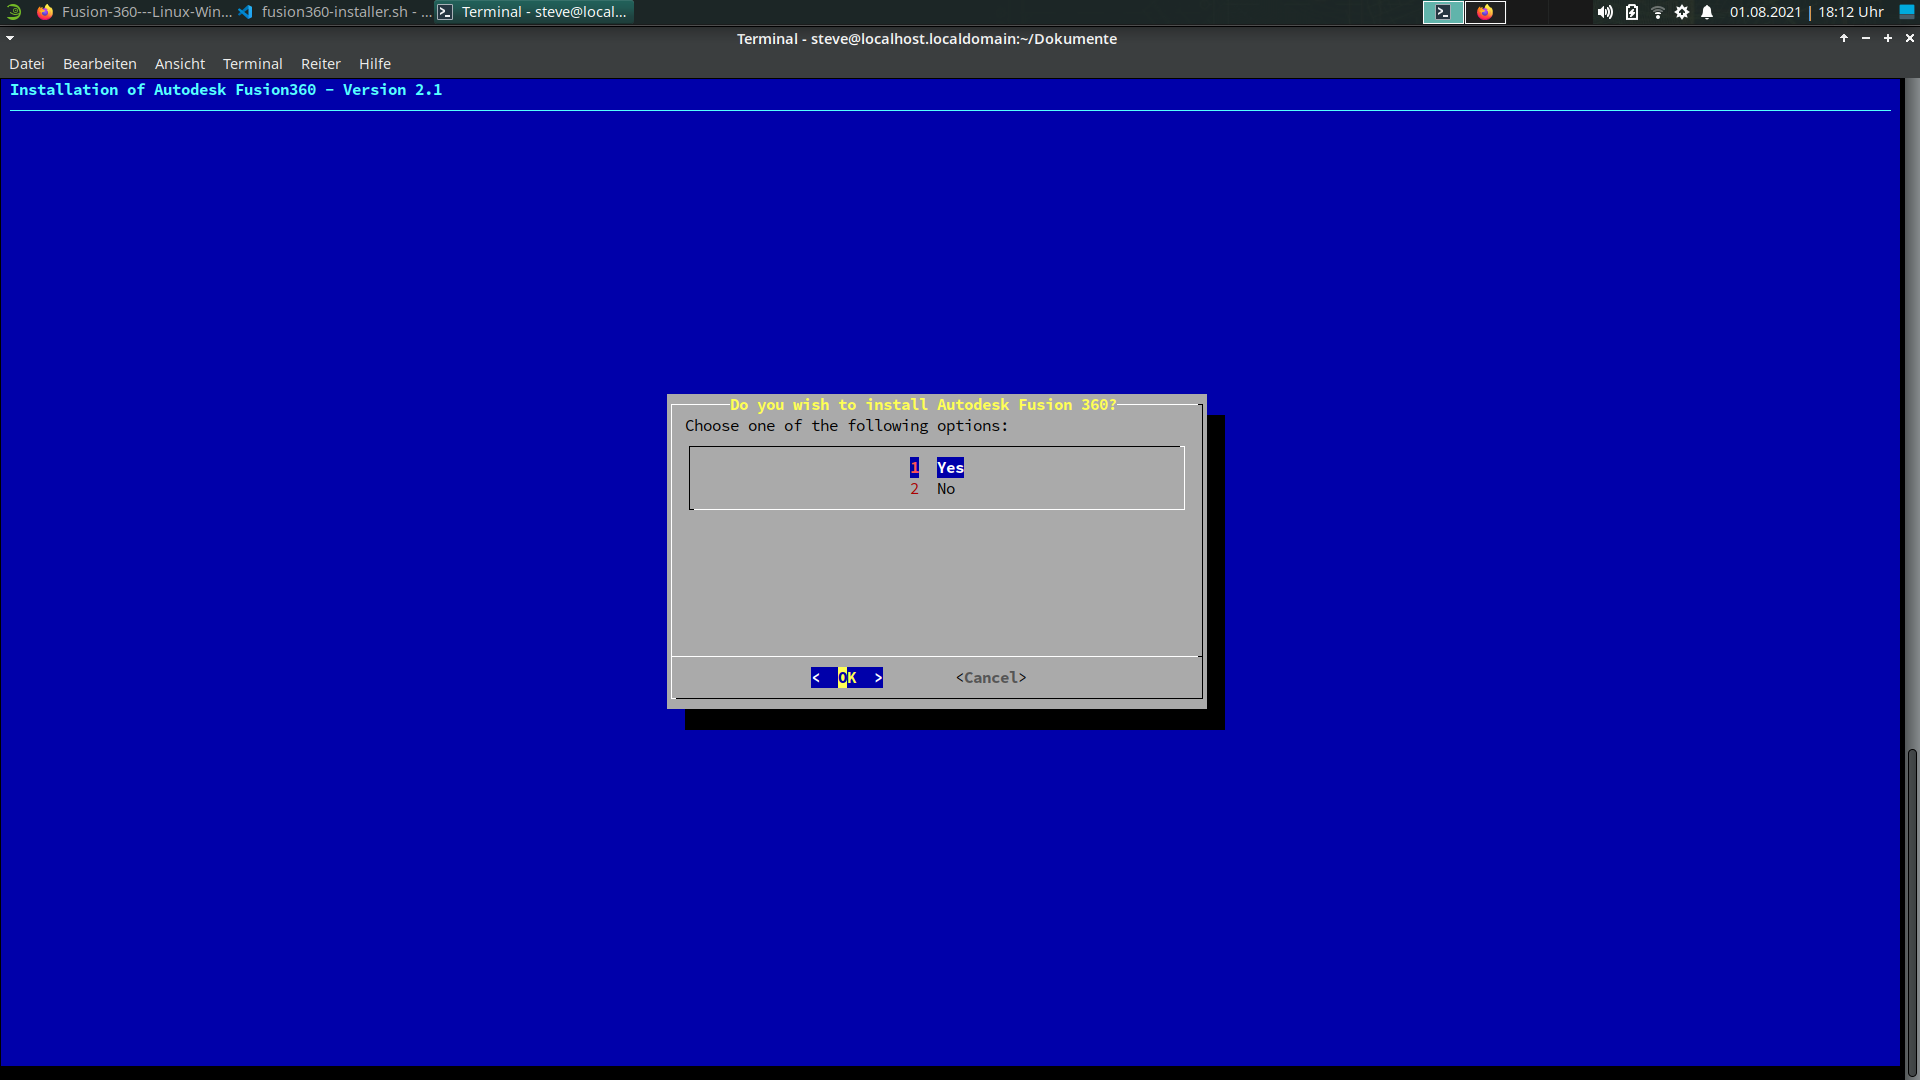 Fusion-360---Linux-Win... fusion360-installer.sh - ... Terminal - steve@local... 01.08.2021 | 18:12 Uhr
Terminal - steve@localhost.localdomain:~/Dokumente
Datei Bearbeiten Ansicht Terminal Reiter Hilfe
Installation of Autodesk Fusion360 - Version 2.1
Do you wish to install Autodesk Fusion 360?
Choose one of the following options:
1 Yes
2 No
< OK > <Cancel>